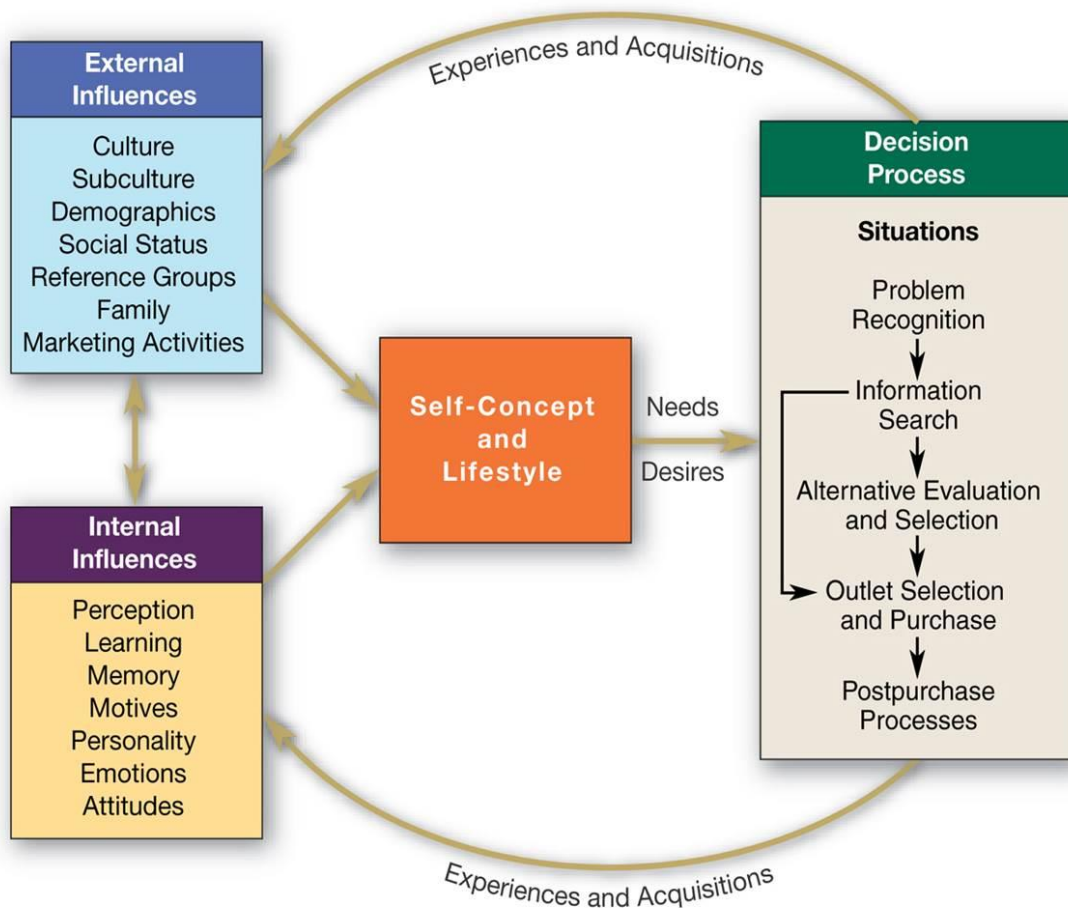 Experiences and Acquisitions
External
Influences
Culture
Subculture
Demographics
Social Status
Reference Groups
Family
Marketing Activities
Internal
Influences
Perception
Learning
Memory
Motives
Personality
Emotions
Attitudes
Self-Concept
and
Lifestyle
Needs
Desires
Decision
Process
Situations
Problem
Recognition
Information
Search
Alternative Evaluation
and Selection
Outlet Selection
and Purchase
Postpurchase
Processes
Experiences and Acquisitions